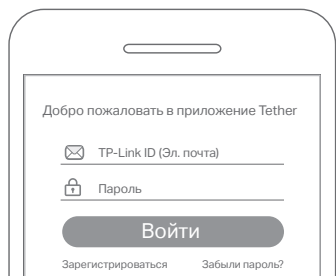 Добро пожаловать в приложение Tether
TP-Link ID (Эл. почта)
Пароль
Войти
Зарегистрироваться Забыли пароль?